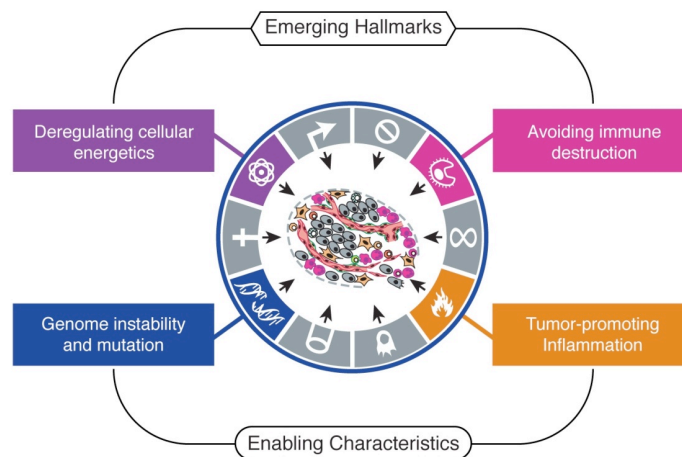 Emerging Hallmarks
Deregulating cellular
energetics
Avoiding immune
destruction
Genome instability
and mutation
Tumor-promoting
Inflammation
Enabling Characteristics